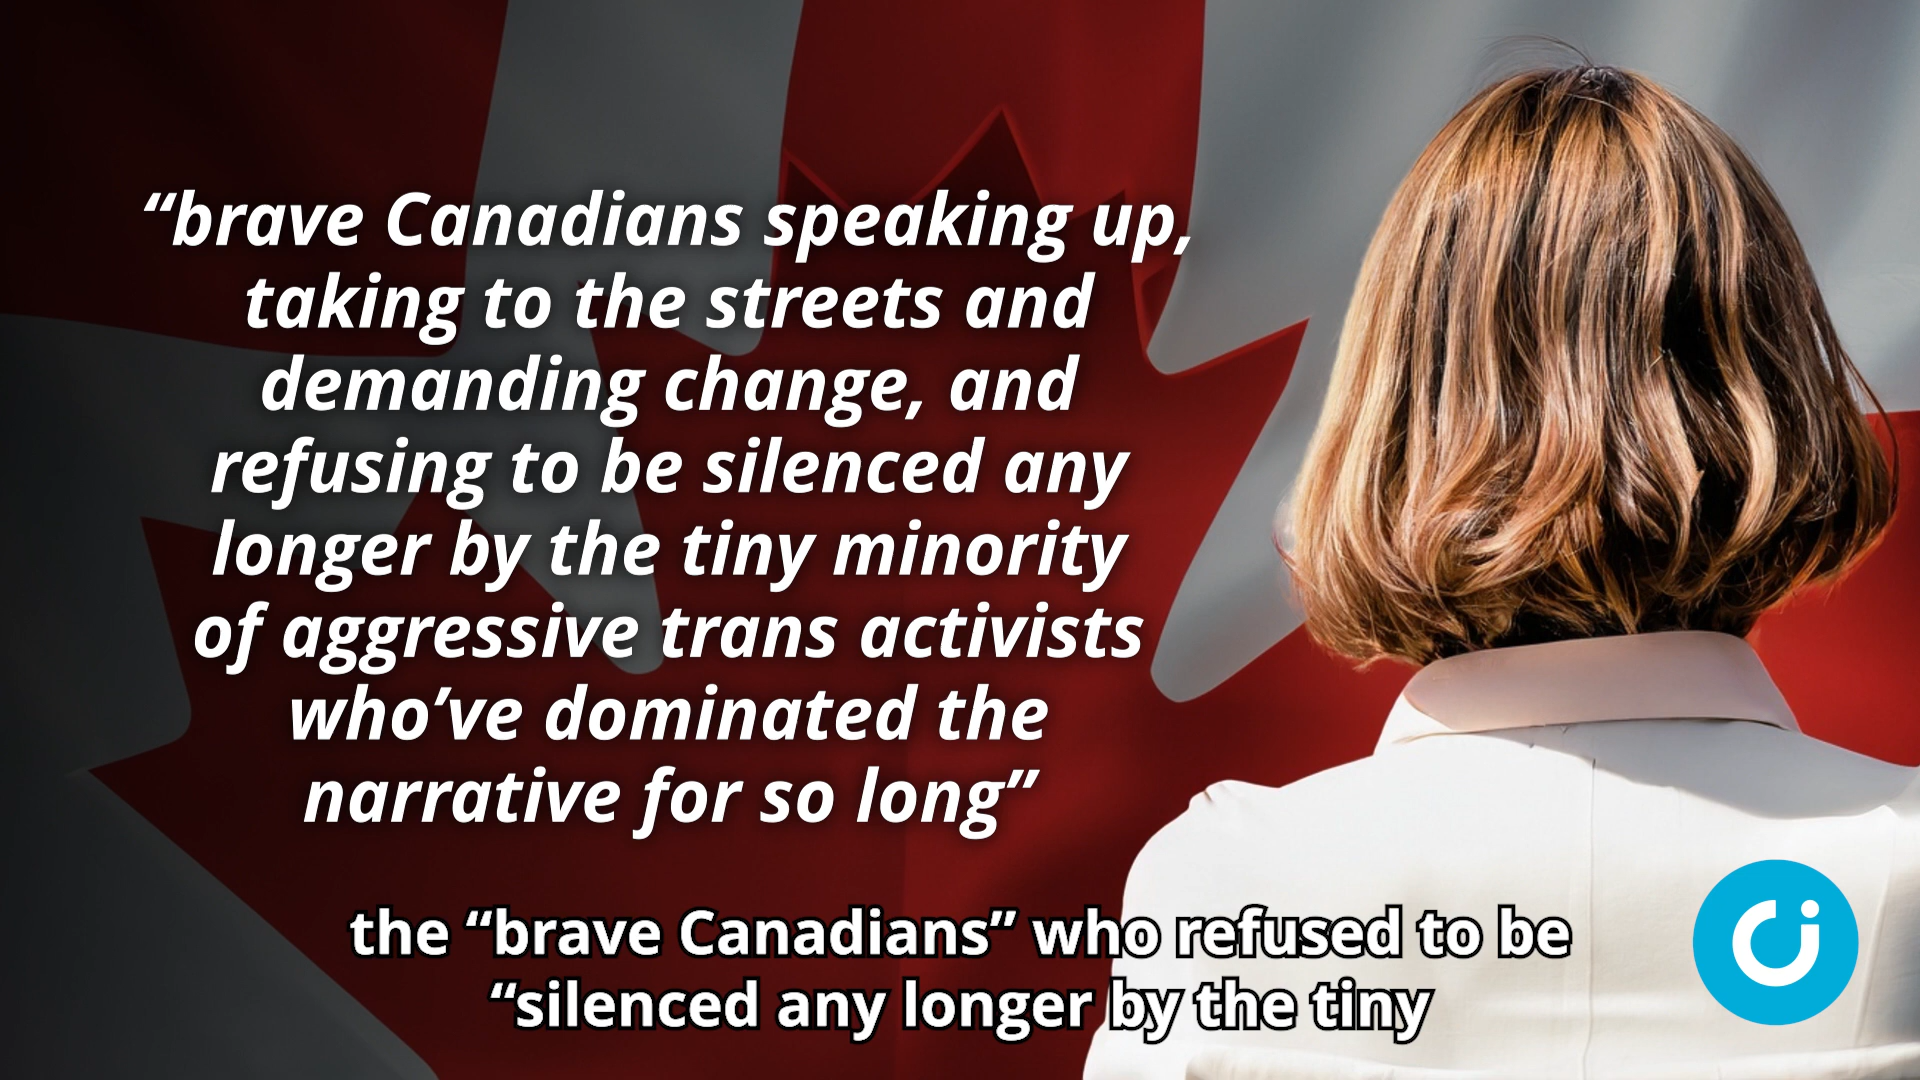 “brave Canadians speaking up,
taking to the streets and
demanding change, and
refusing to be silenced any
longer by the tiny minority
of aggressive trans activists
who’ve dominated the
narrative for so long”
the “brave Canadians” who refused to be
“silenced any longer by the tiny